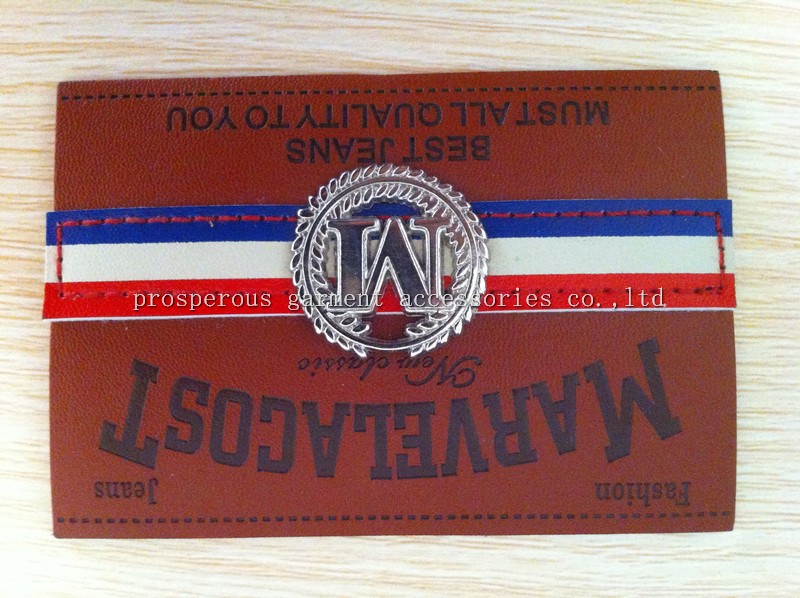 Fashion Jeans
MARVELACOST
New classic
M
BEST JEANS
MUST ALL QUALITY TO YOU
prosperous garment accessories co.,ltd